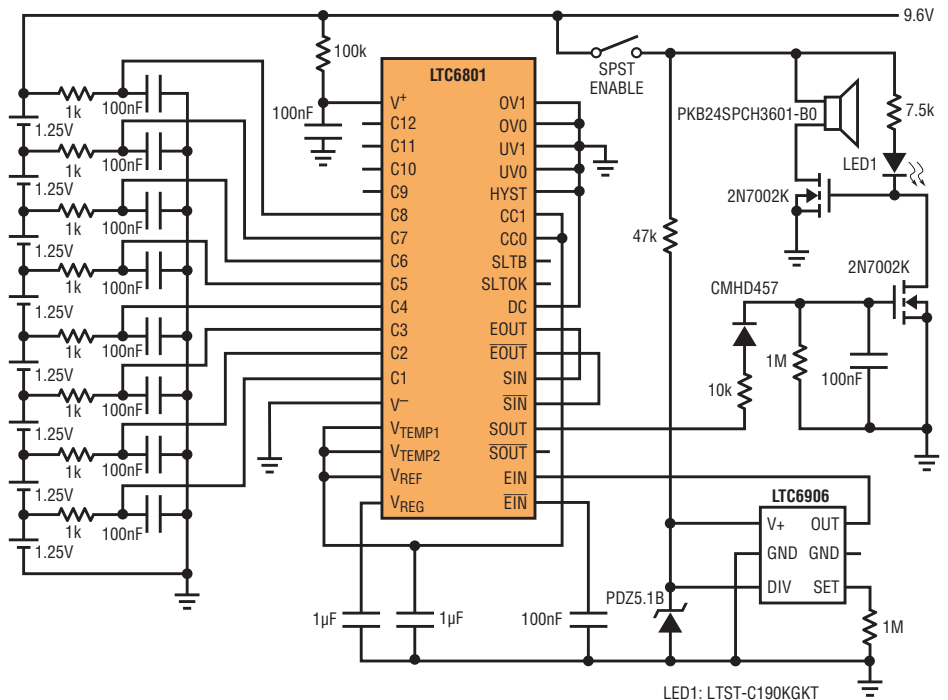 9.6V
100k
SPST
ENABLE
LTC6801
100nF
V+
C12
C11
C10
C9
C8
C7
C6
C5
C4
C3
C2
C1
V–
VTEMP1
VTEMP2
VREF
VREG
OV1
OV0
UV1
UV0
HYST
CC1
CC0
SLTB
SLTOK
DC
EOUT
EOUT
SIN
SIN
SOUT
SOUT
EIN
EIN
1k
100nF
1.25V
1k
100nF
1.25V
1k
100nF
1.25V
1k
100nF
1.25V
1k
100nF
1.25V
1k
100nF
1.25V
1k
100nF
1.25V
1k
100nF
1.25V
PKB24SPCH3601-B0
7.5k
LED1
2N7002K
47k
2N7002K
CMHD457
1M
100nF
10k
LTC6906
V+
OUT
GND
GND
DIV
SET
PDZ5.1B
1µF
1µF
100nF
1M
LED1: LTST-C190KGKT